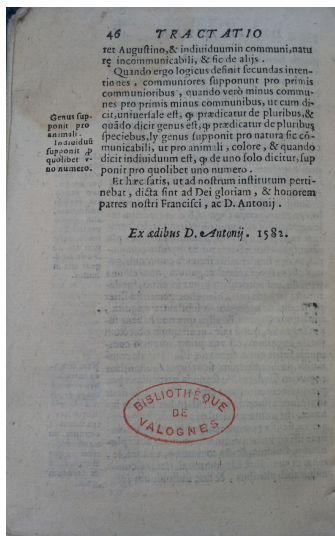 46 TRACTATIO
ret Augustino,& indiuiduum in communi, natu
rę incommunicabili, & sic de alijs.
Quando ergo logicus definit secundas inten-
tiones, communiores supponunt pro primis
communioribus, quando verò minus commu-
nes pro primis minus communibus, ut cum di-
cit, uniuersale est, ꝙ prædicatur de pluribus, &
quãdo dicit genus est, ꝙ prædicatur de pluribus
speciebus, ly genus supponit pro natura sic cõ-
municabili, ut pro animali, colore, & quando
dicit indiuiduum est, ꝙ de uno solo dicitur, sup
ponit pro quolibet uno numero.
Et hæc satis, ut ad nostrum institutum perti-
nebat, dicta sint ad Dei gloriam, & honorem
patres nostri Francisci, ac D. Antonij.
Genus sup-
ponit pro
animali.
Indiuiduũ
supponit ꝓ
quolibet v-
no numero.
Ex ædibus D. Antonij. 1582.
BIBLIOTHÈQUE
DE
VALOGNES